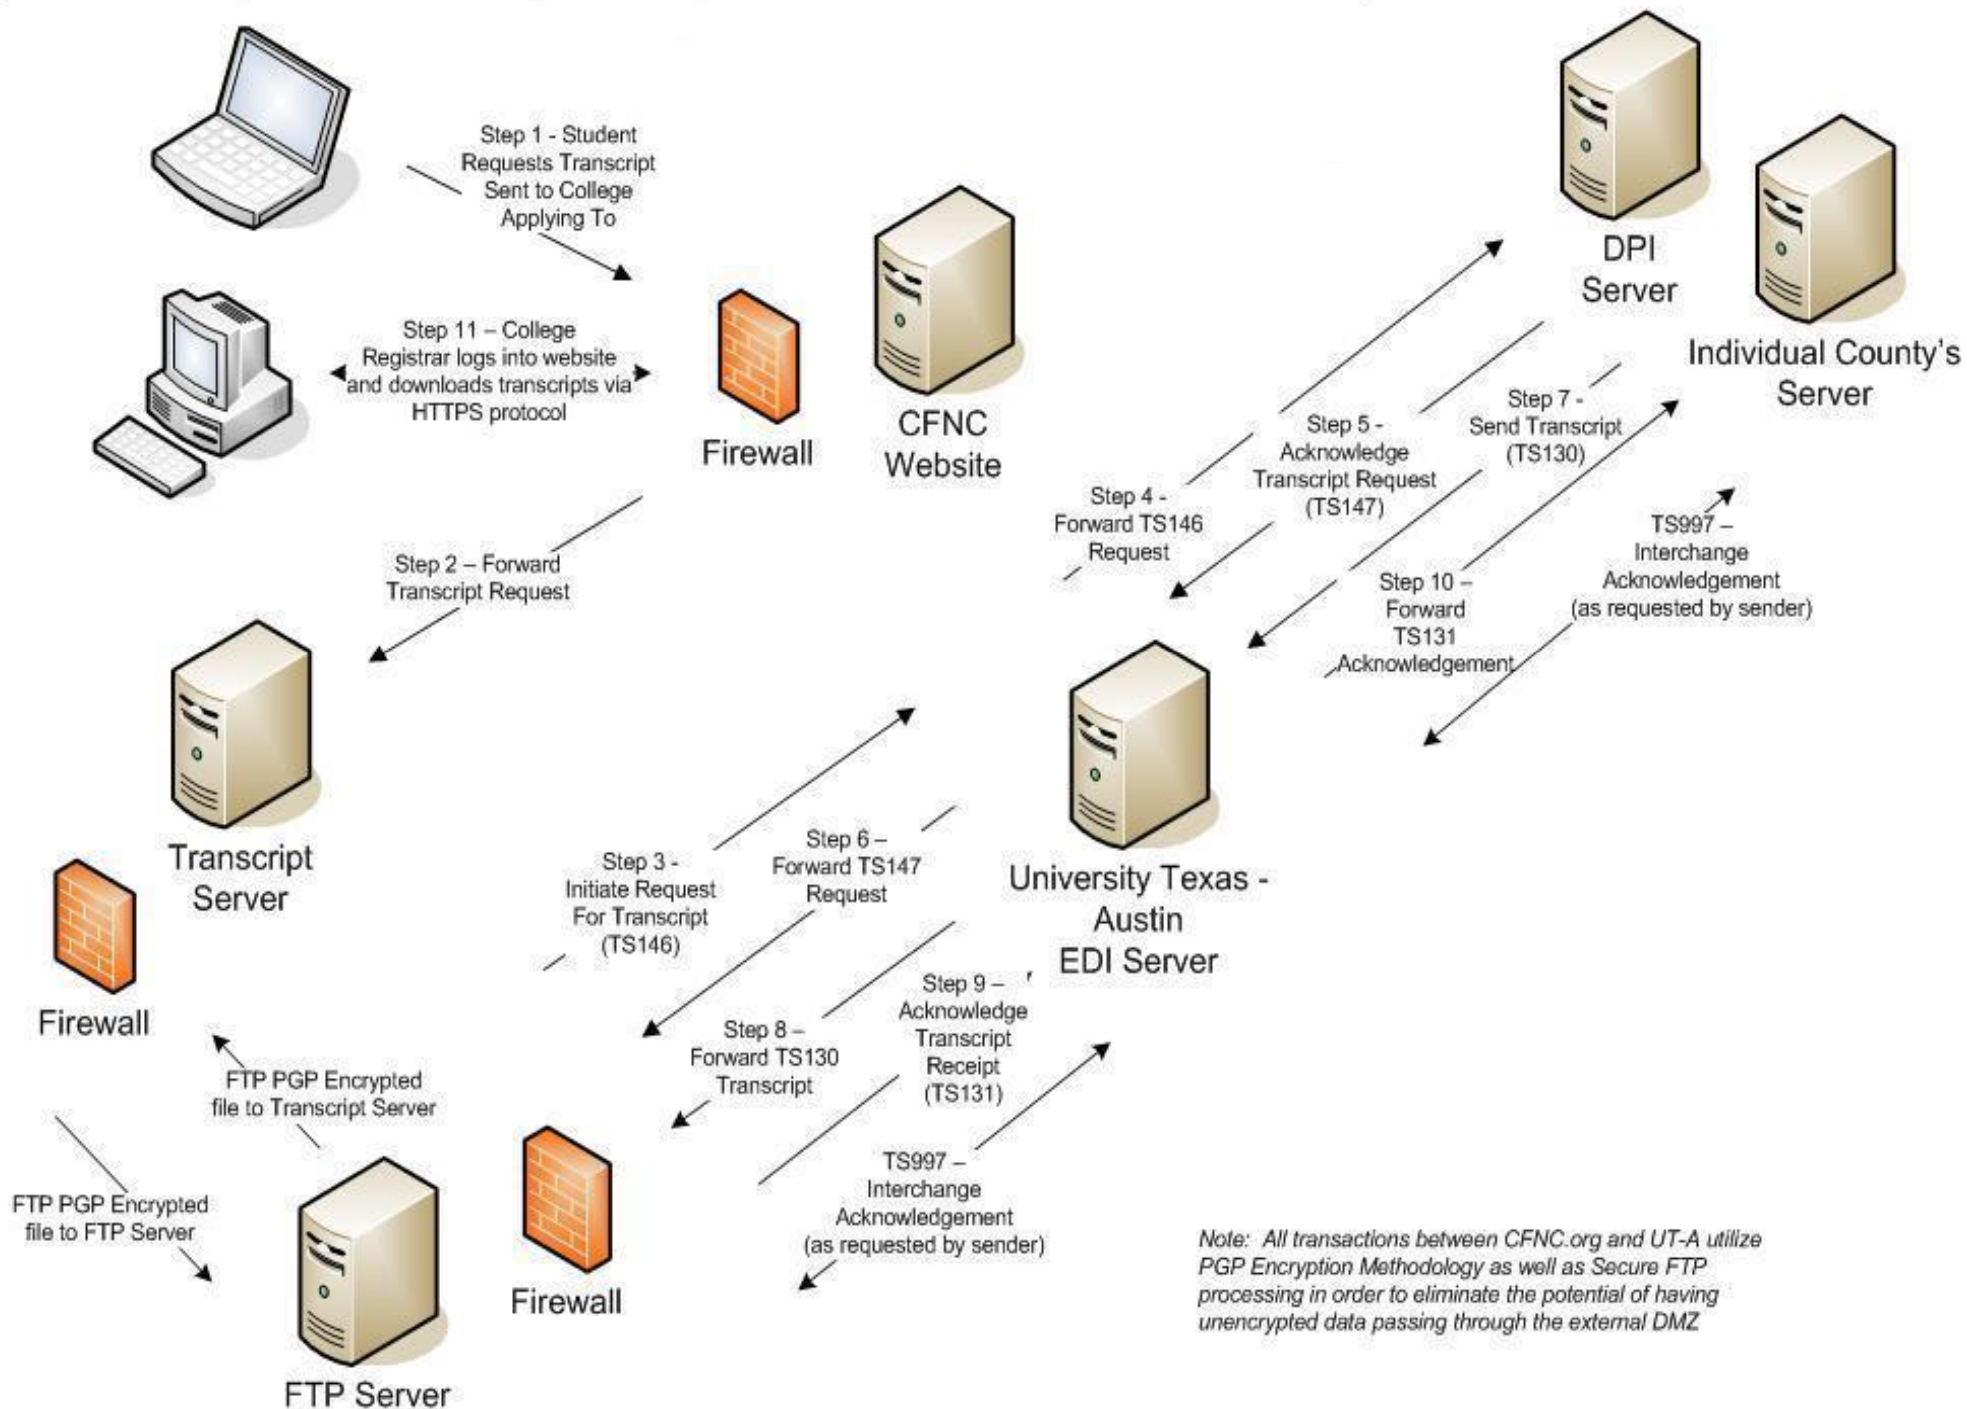 Step 1 - Student
Requests Transcript
Sent to College
Applying To
Step 11 – College
Registrar logs into website
and downloads transcripts via
HTTPS protocol
Firewall
CFNC
Website
DPI
Server
Individual County's
Server
Step 2 – Forward
Transcript Request
Step 4 -
Forward TS146
Request
Step 5 -
Acknowledge
Transcript Request
(TS147)
Step 7 -
Send Transcript
(TS130)
Step 10 –
Forward
TS131
Acknowledgement
TS997 –
Interchange
Acknowledgement
(as requested by sender)
Transcript
Server
Firewall
Step 3 -
Initiate Request
For Transcript
(TS146)
Step 6 –
Forward TS147
Request
University Texas -
Austin
EDI Server
Step 8 –
Forward TS130
Transcript
Step 9 –
Acknowledge
Transcript
Receipt
(TS131)
FTP PGP Encrypted
file to Transcript Server
FTP PGP Encrypted
file to FTP Server
FTP Server
Firewall
TS997 –
Interchange
Acknowledgement
(as requested by sender)
Note: All transactions between CFNC.org and UT-A utilize
PGP Encryption Methodology as well as Secure FTP
processing in order to eliminate the potential of having
unencrypted data passing through the external DMZ